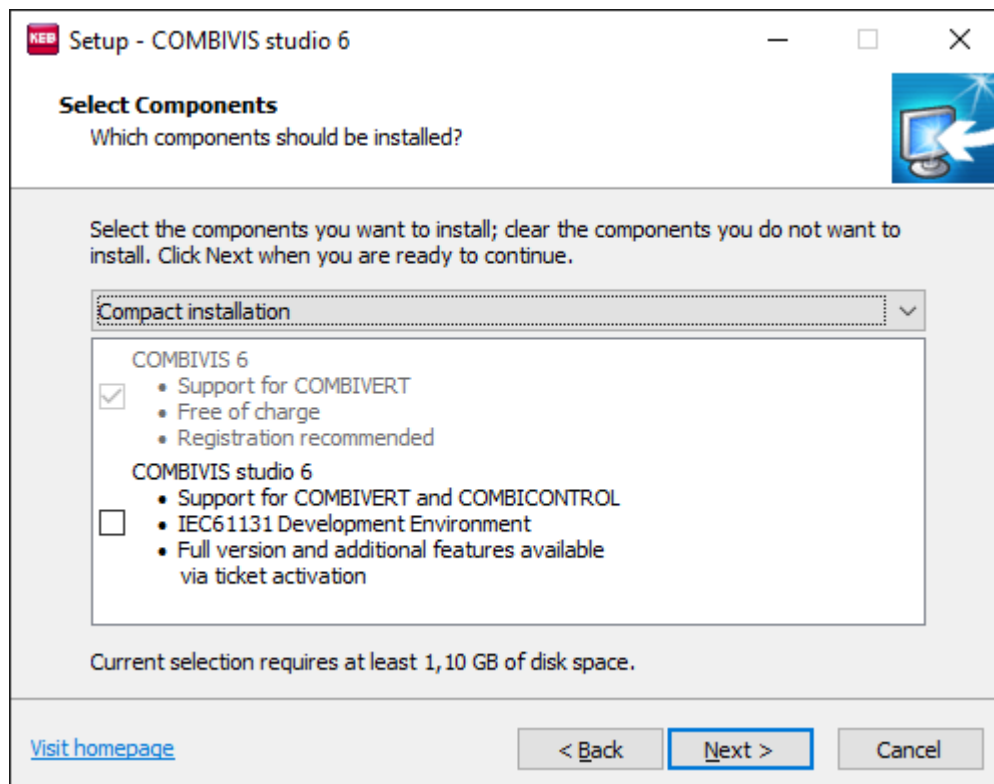 KEB Setup - COMBIVIS studio 6
Select Components
Which components should be installed?
Select the components you want to install; clear the components you do not want to
install. Click Next when you are ready to continue.
Compact installation
COMBIVIS 6
• Support for COMBIVERT
• Free of charge
• Registration recommended
COMBIVIS studio 6
• Support for COMBIVERT and COMBICONTROL
• IEC61131 Development Environment
• Full version and additional features available
via ticket activation
Current selection requires at least 1,10 GB of disk space.
Visit homepage
< Back
Next >
Cancel